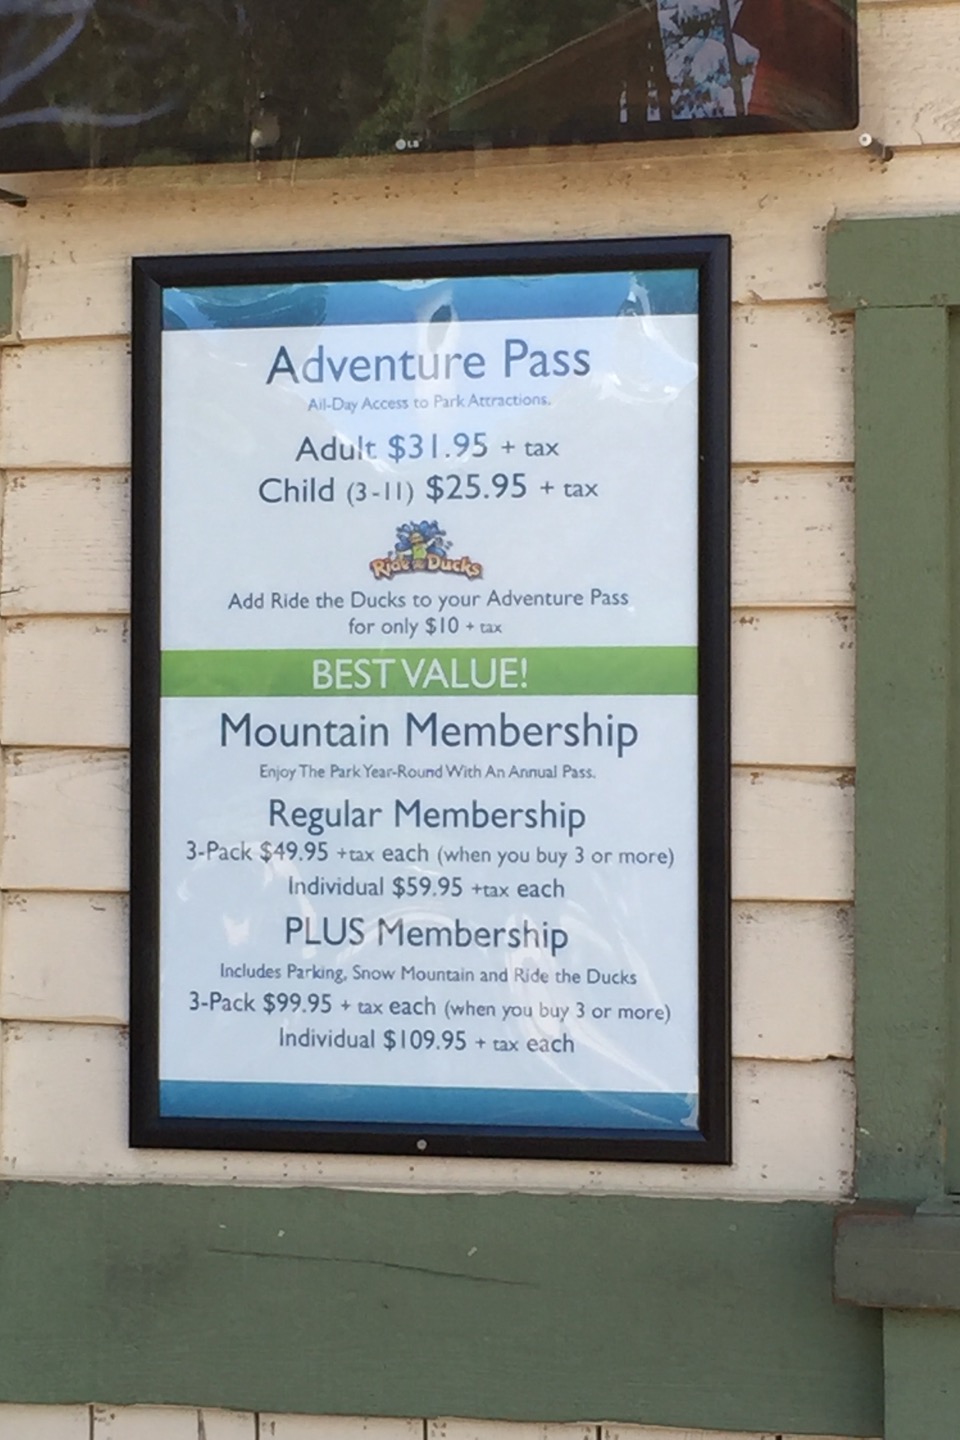 LG
Adventure Pass
All-Day Access to Park Attractions.
Adult $31.95 + tax
Child (3-11) $25.95 + tax
Ride the Ducks
Add Ride the Ducks to your Adventure Pass
for only $10 + tax
BEST VALUE!
Mountain Membership
Enjoy The Park Year-Round With An Annual Pass.
Regular Membership
3-Pack $49.95 +tax each (when you buy 3 or more)
Individual $59.95 +tax each
PLUS Membership
Includes Parking, Snow Mountain and Ride the Ducks
3-Pack $99.95 + tax each (when you buy 3 or more)
Individual $109.95 + tax each